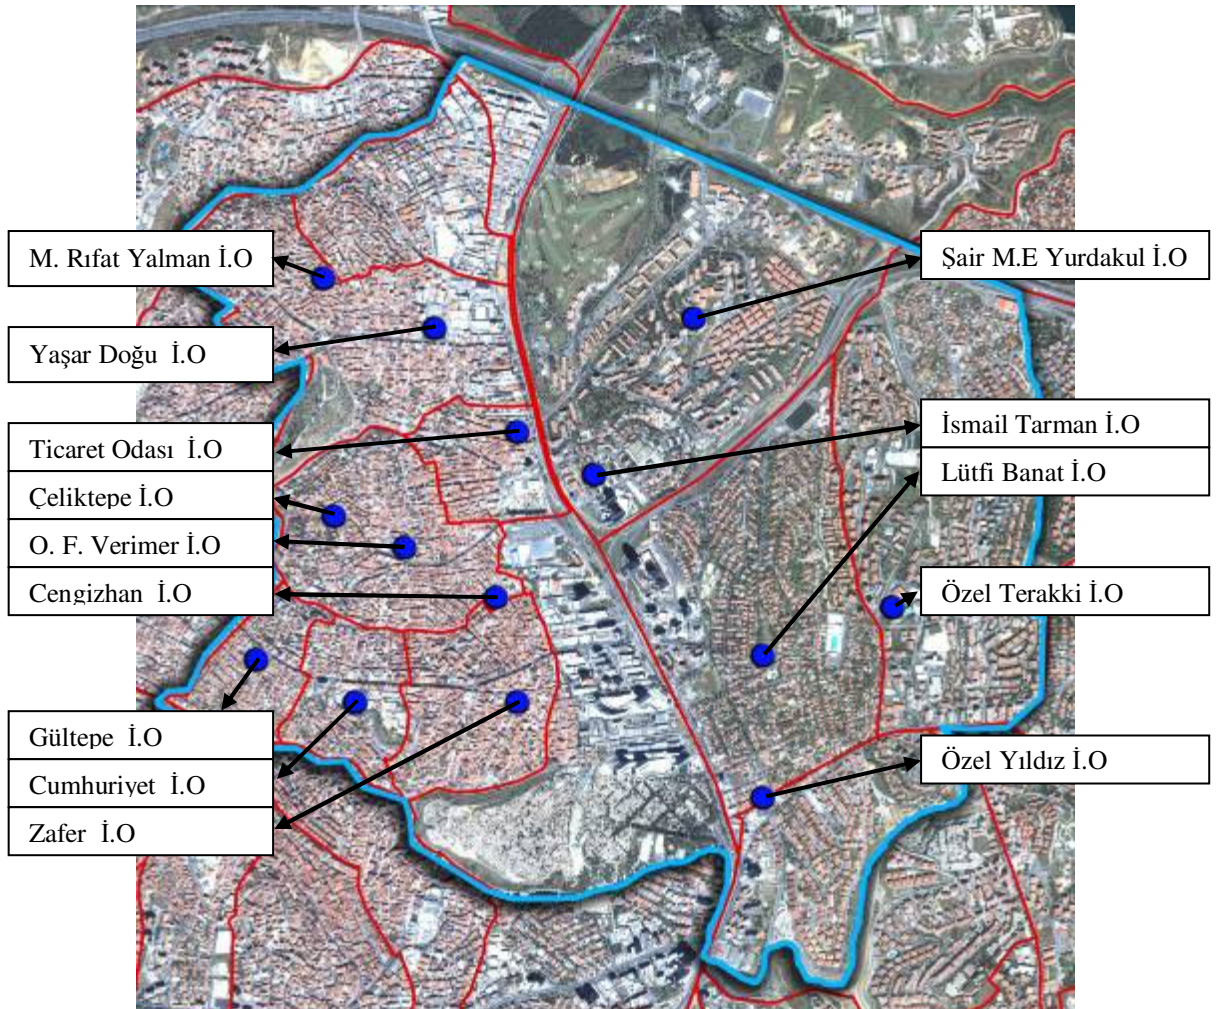 M. Rıfat Yalman İ.O
Yaşar Doğu İ.O
Ticaret Odası İ.O
Çeliktepe İ.O
O. F. Verimer İ.O
Cengizhan İ.O
Gültepe İ.O
Cumhuriyet İ.O
Zafer İ.O
Şair M.E Yurdakul İ.O
İsmail Tarman İ.O
Lütfi Banat İ.O
Özel Terakki İ.O
Özel Yıldız İ.O